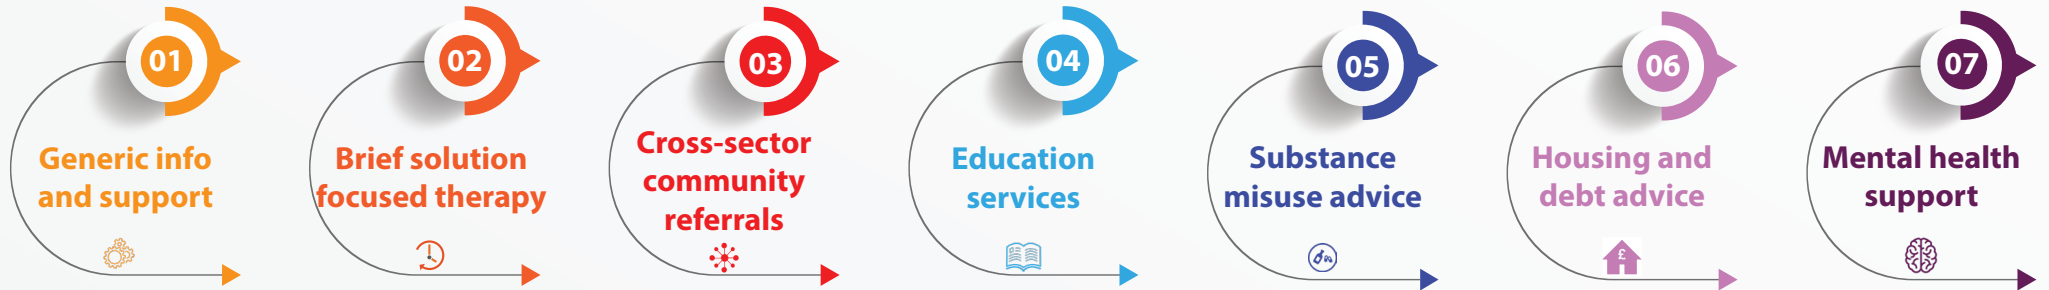 01
Generic info
and support
02
Brief solution
focused therapy
03
Cross-sector
community
referrals
04
Education
services
05
Substance
misuse advice
06
Housing and
debt advice
£
07
Mental health
support